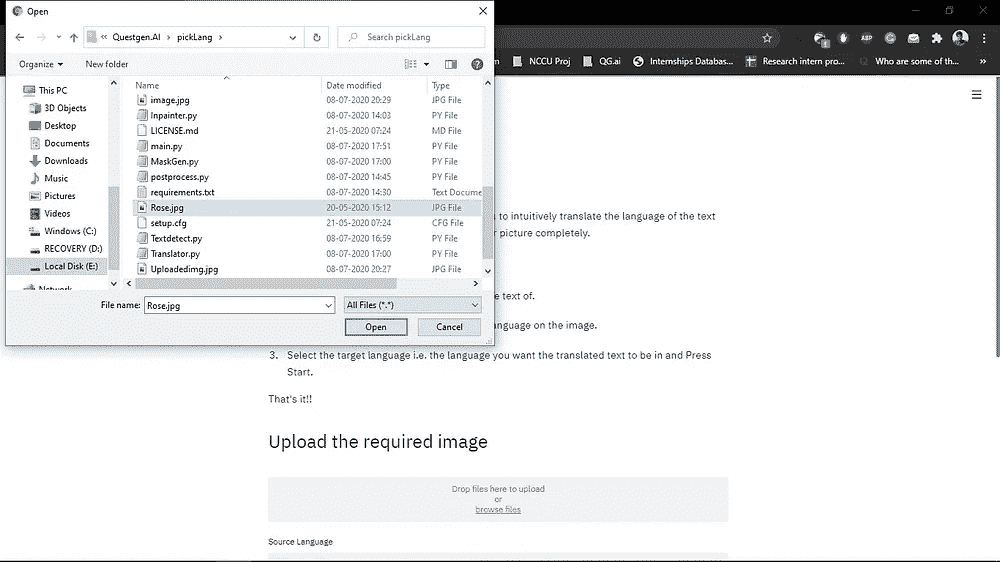 Open
« Questgen.AI › pickLang ›
Search pickLang
Organize
New folder
NCCU Proj
QG.ai
Internships Databas...
Research intern pro...
Who are some of th...
This PC
3D Objects
Desktop
Documents
Downloads
Music
Pictures
Videos
Windows (C:)
RECOVERY (D:)
Local Disk (E:)
Network
Name Date modified Type
image.jpg 08-07-2020 20:29 JPG File
Inpainter.py 08-07-2020 14:03 PY File
LICENSE.md 21-05-2020 07:24 MD File
main.py 08-07-2020 17:51 PY File
MaskGen.py 08-07-2020 17:00 PY File
postprocess.py 08-07-2020 14:45 PY File
requirements.txt 08-07-2020 14:30 Text Docume
Rose.jpg 20-05-2020 15:12 JPG File
setup.cfg 21-05-2020 07:24 CFG File
Textdetect.py 08-07-2020 16:59 PY File
Translator.py 08-07-2020 17:00 PY File
Uploadedimg.jpg 08-07-2020 20:27 JPG File
File name: Rose.jpg All Files (*.*)
Open Cancel
s to intuitively translate the language of the text
r picture completely.
e text of.
anguage on the image.
3. Select the target language i.e. the language you want the translated text to be in and Press
Start.
That's it!!
Upload the required image
Drop files here to upload
or
browse files
Source Language